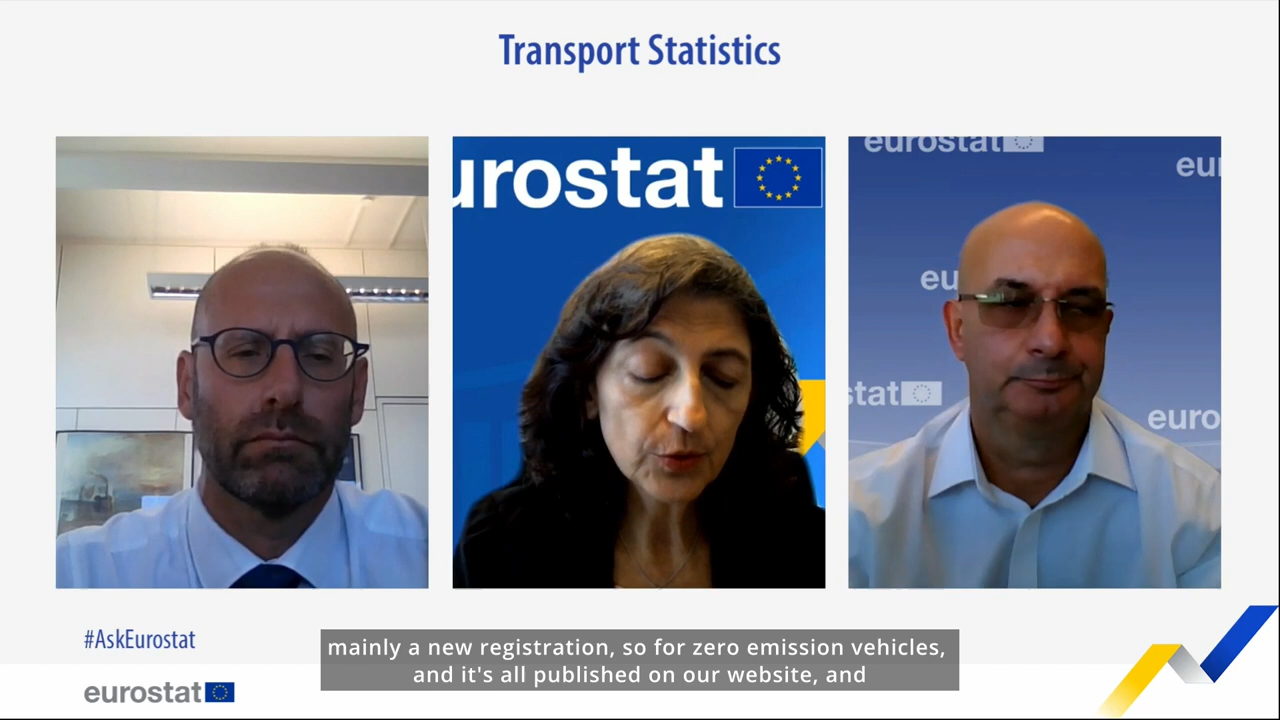 Transport Statistics
urostat
eurostat
eu
eu
stat
euro
#AskEurostat
mainly a new registration, so for zero emission vehicles,
and it's all published on our website, and
eurostat